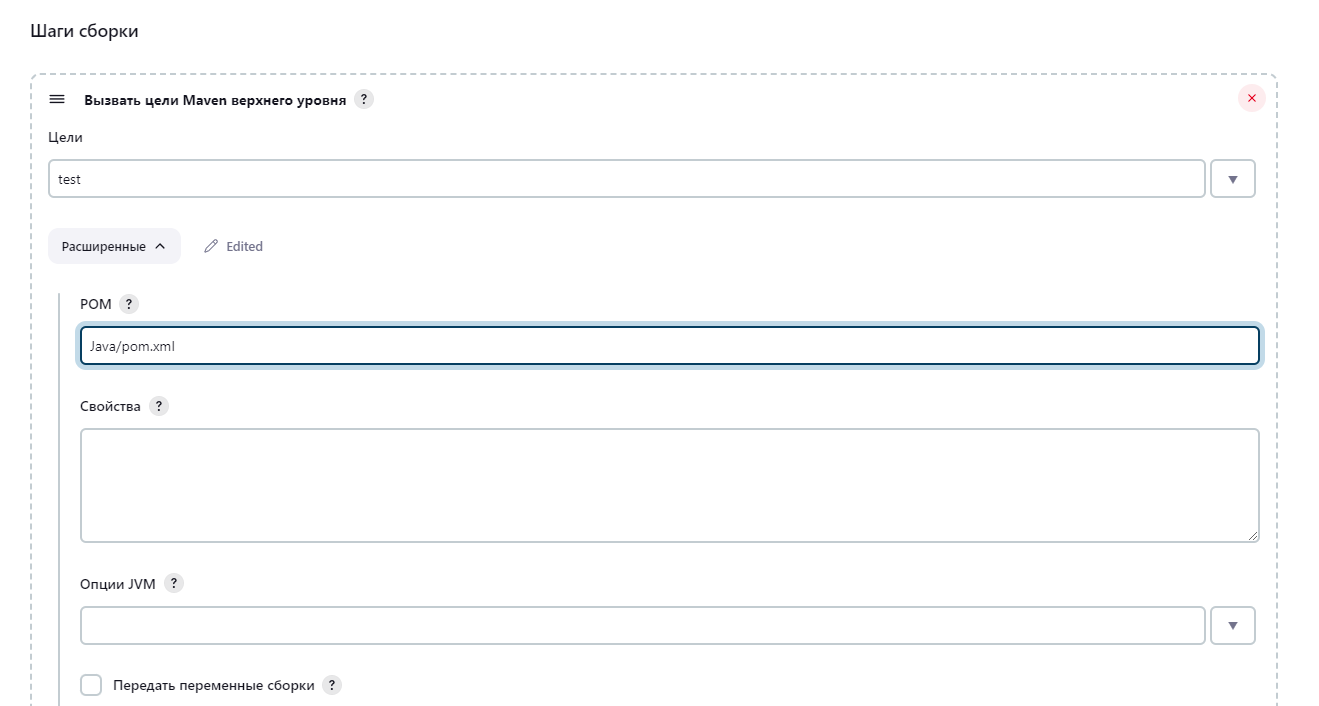 Шаги сборки
Вызвать цели Maven верхнего уровня ?
Цели
test
Расширенные Edited
POM ?
Java/pom.xml
Свойства ?
Опции JVM ?
Передать переменные сборки ?